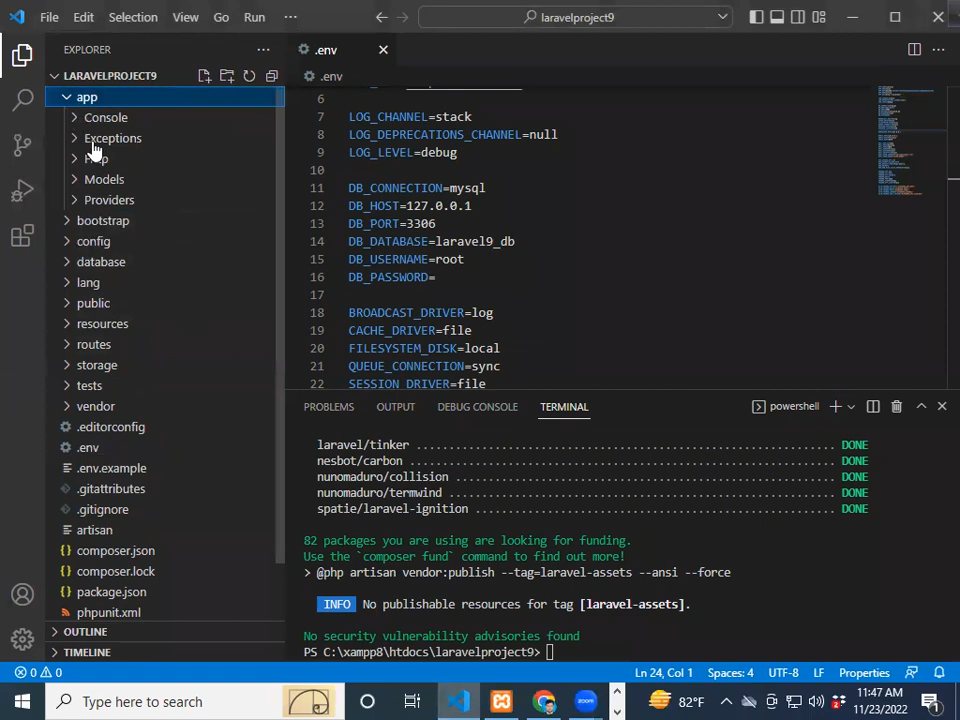 File Edit Selection View Go Run ··· laravelproject9
EXPLORER ···
LARAVELPROJECT9
app
Console
Exceptions
Models
Providers
bootstrap
config
database
lang
public
resources
routes
storage
tests
vendor
.editorconfig
.env
.env.example
.gitattributes
.gitignore
artisan
{} composer.json
{} composer.lock
{} package.json
phpunit.xml
OUTLINE
TIMELINE
.env
.env
6
7 LOG_CHANNEL=stack
8 LOG_DEPRECATIONS_CHANNEL=null
9 LOG_LEVEL=debug
10
11 DB_CONNECTION=mysql
12 DB_HOST=127.0.0.1
13 DB_PORT=3306
14 DB_DATABASE=laravel9_db
15 DB_USERNAME=root
16 DB_PASSWORD=
17
18 BROADCAST_DRIVER=log
19 CACHE_DRIVER=file
20 FILESYSTEM_DISK=local
21 QUEUE_CONNECTION=sync
22 SESSION_DRIVER=file
PROBLEMS OUTPUT DEBUG CONSOLE TERMINAL powershell
laravel/tinker ..................................................... DONE
nesbot/carbon ...................................................... DONE
nunomaduro/collision ............................................... DONE
nunomaduro/termwind ................................................ DONE
spatie/laravel-ignition ............................................ DONE
82 packages you are using are looking for funding.
Use the `composer fund` command to find out more!
> @php artisan vendor:publish --tag=laravel-assets --ansi --force
INFO No publishable resources for tag [laravel-assets].
No security vulnerability advisories found
PS C:\xampp8\htdocs\laravelproject9>
0 0 Ln 24, Col 1 Spaces: 4 UTF-8 LF Properties
Type here to search 82°F 11:47 AM
11/23/2022